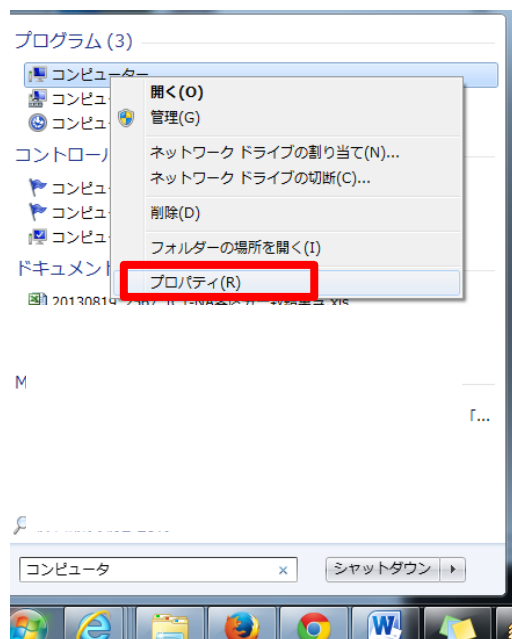 プログラム (3)
コンピューター
開く(O)
コンピュ
管理(G)
コンピュ
コントロール
ネットワーク ドライブの割り当て(N)...
コンピュ
ネットワーク ドライブの切断(C)...
コンピュ
削除(D)
コンピュ
フォルダーの場所を開く(I)
ドキュメント
プロパティ(R)
20130819
.xls
M
「...
コンピュータ
×
シャットダウン
W